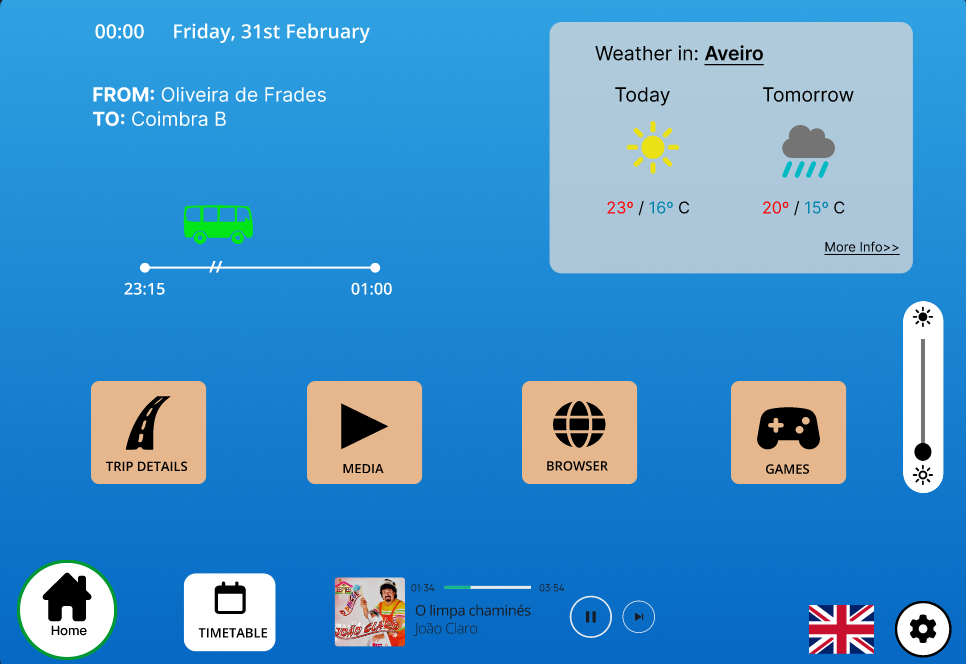 00:00 Friday, 31st February
FROM: Oliveira de Frades
TO: Coimbra B
23:15 01:00
Weather in: Aveiro
Today Tomorrow
23º / 16º C 20º / 15º C
More Info>>
TRIP DETAILS
MEDIA
BROWSER
GAMES
Home
TIMETABLE
JOÃO CLARO
01:34 03:54
O limpa chaminés
João Claro